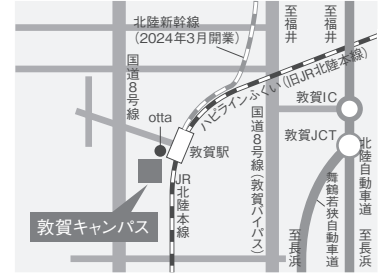 北陸新幹線
(2024年3月開業)
至福井
至福井
国道8号線
ハピラインふくい(旧JR北陸本線)
敦賀IC
otta
敦賀駅
敦賀JCT
JR北陸本線
国道8号線(敦賀バイパス)
北陸自動車道
舞鶴若狭自動車道
敦賀キャンパス
至長浜
至長浜